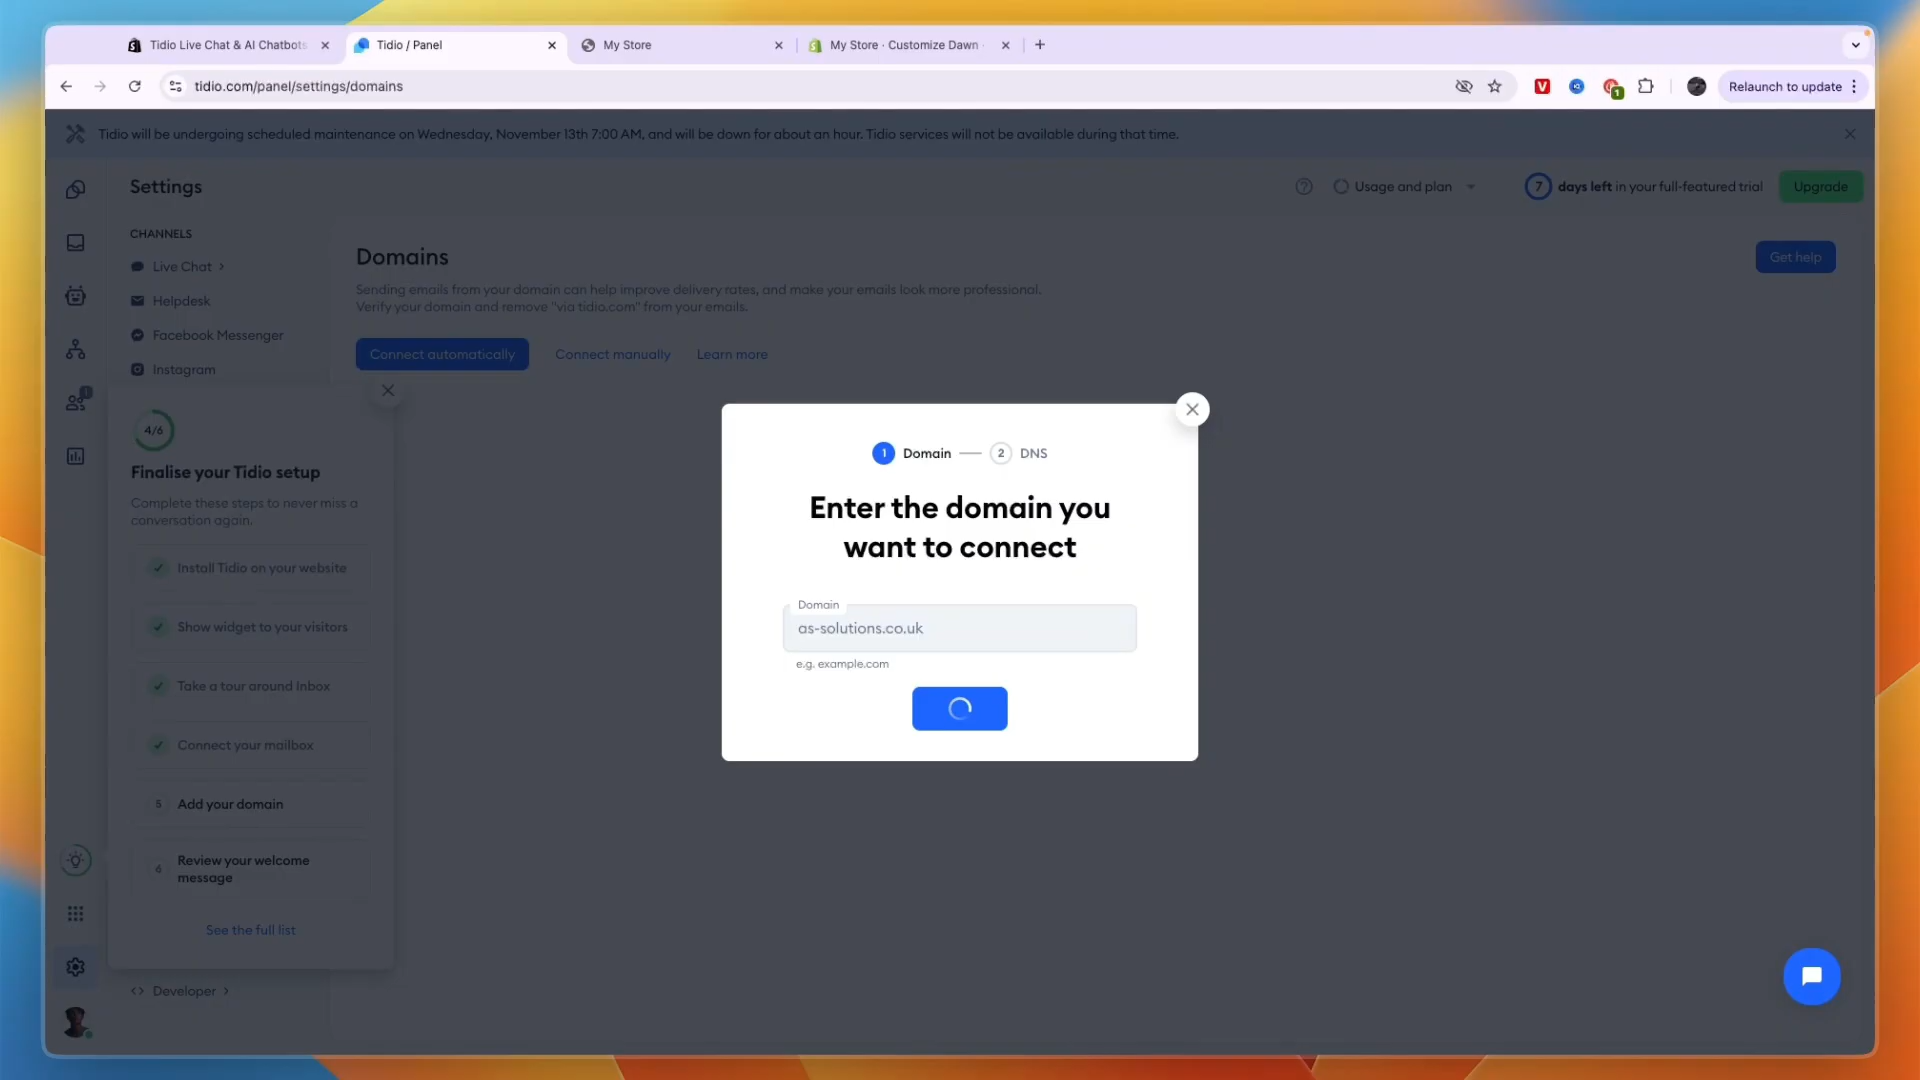 Tidio Live Chat & AI Chatbots
Tidio / Panel
My Store
My Store · Customize Dawn
tidio.com/panel/settings/domains
1
Relaunch to update
Tidio will be undergoing scheduled maintenance on Wednesday, November 13th 7:00 AM, and will be down for about an hour. Tidio services will not be available during that time.
Settings
Usage and plan
7 days left in your full-featured trial
Upgrade
CHANNELS
Live Chat
Helpdesk
Facebook Messenger
Instagram
Domains
Get help
Sending emails from your domain can help improve delivery rates, and make your emails look more professional.
Verify your domain and remove "via tidio.com" from your emails.
Connect automatically
Connect manually
Learn more
1
4/6
Finalise your Tidio setup
Complete these steps to never miss a
conversation again.
Install Tidio on your website
Show widget to your visitors
Take a tour around Inbox
Connect your mailbox
5 Add your domain
6 Review your welcome
message
See the full list
Developer
1 Domain — 2 DNS
Enter the domain you
want to connect
Domain
as-solutions.co.uk
e.g. example.com